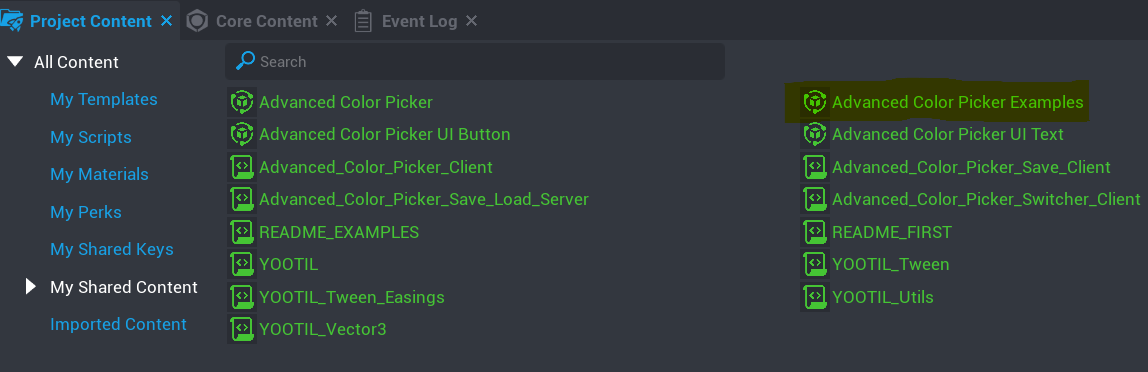 Project Content
Core Content
Event Log
All Content
My Templates
My Scripts
My Materials
My Perks
My Shared Keys
My Shared Content
Imported Content
Search
Advanced Color Picker
Advanced Color Picker Examples
Advanced Color Picker UI Button
Advanced Color Picker UI Text
Advanced_Color_Picker_Client
Advanced_Color_Picker_Save_Client
Advanced_Color_Picker_Save_Load_Server
Advanced_Color_Picker_Switcher_Client
README_EXAMPLES
README_FIRST
YOOTIL
YOOTIL_Tween
YOOTIL_Tween_Easings
YOOTIL_Utils
YOOTIL_Vector3